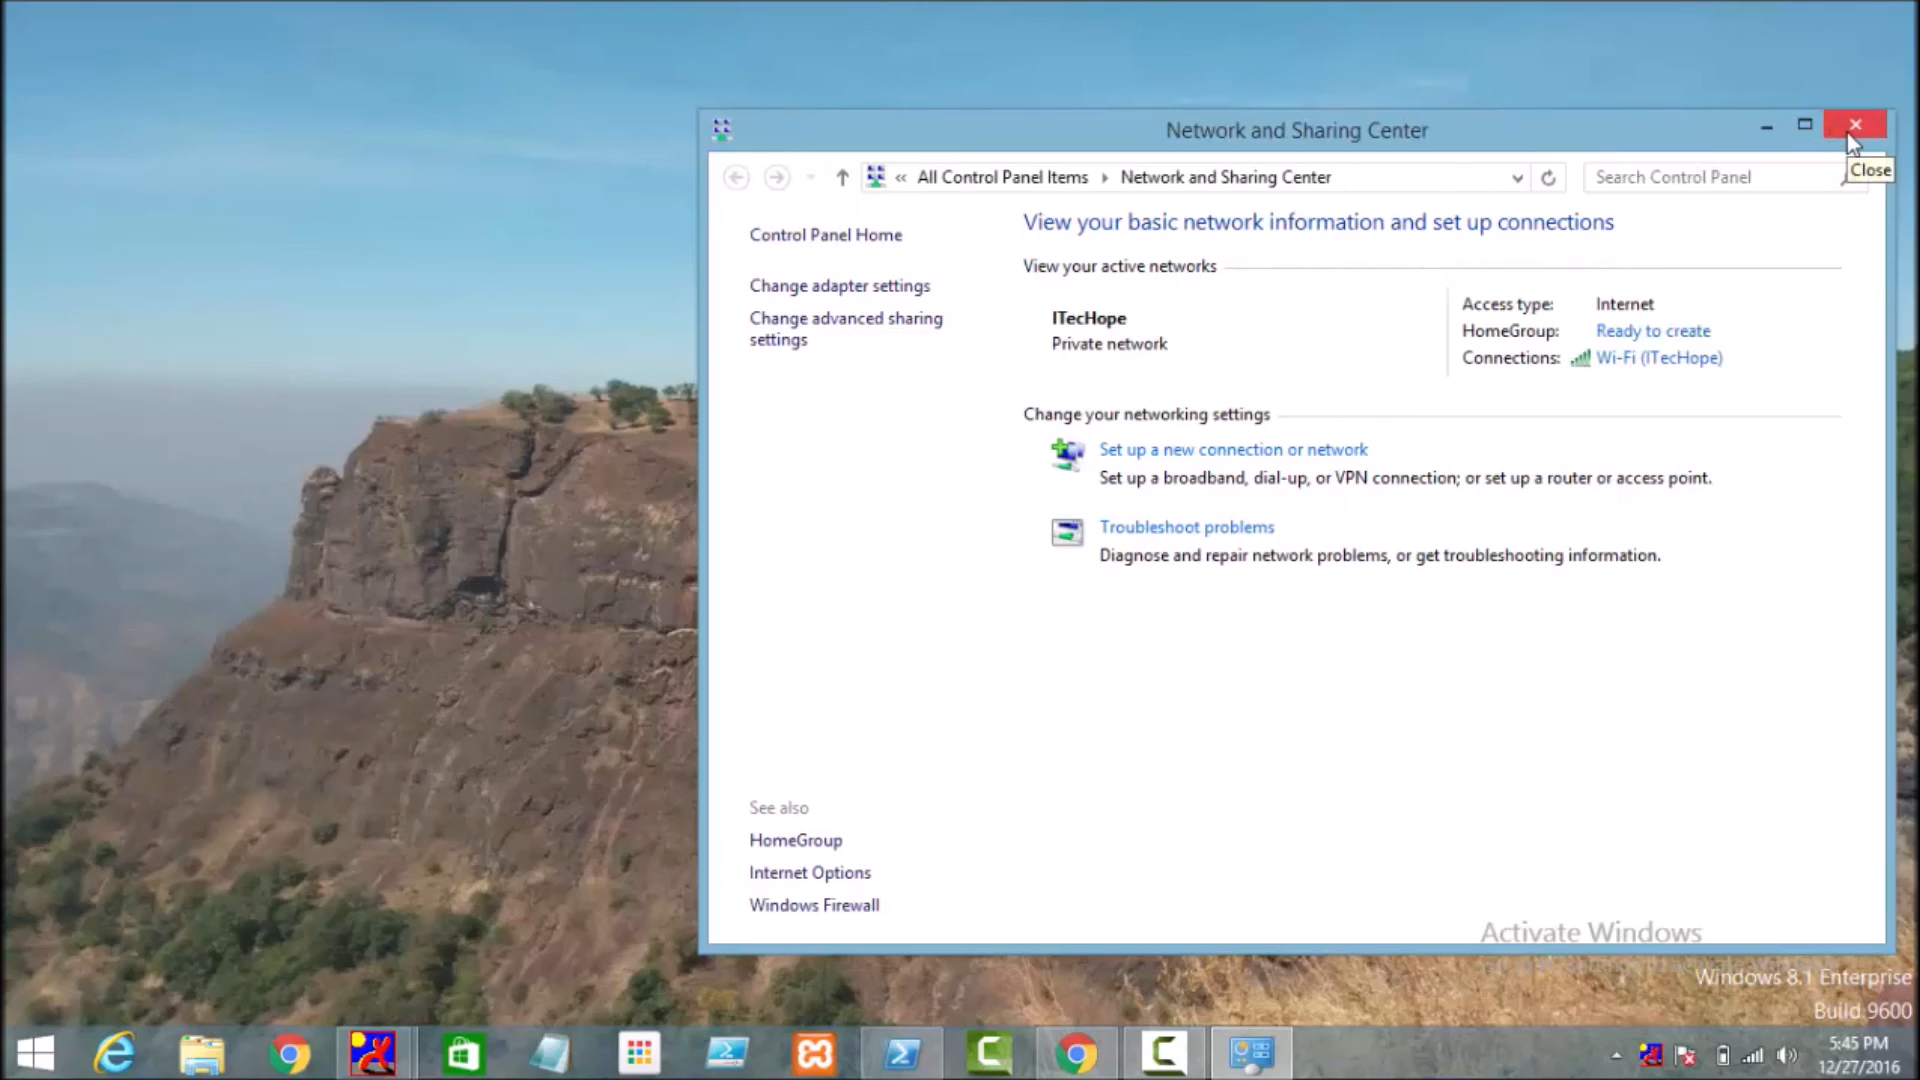 Network and Sharing Center
« All Control Panel Items Network and Sharing Center
Search Control Panel
Close
Control Panel Home
Change adapter settings
Change advanced sharing
settings
View your basic network information and set up connections
View your active networks
ITecHope
Private network
Access type: Internet
HomeGroup: Ready to create
Connections: Wi-Fi (ITecHope)
Change your networking settings
Set up a new connection or network
Set up a broadband, dial-up, or VPN connection; or set up a router or access point.
Troubleshoot problems
Diagnose and repair network problems, or get troubleshooting information.
See also
HomeGroup
Internet Options
Windows Firewall
Activate Windows
Windows 8.1 Enterprise
Build 9600
5:45 PM
12/27/2016